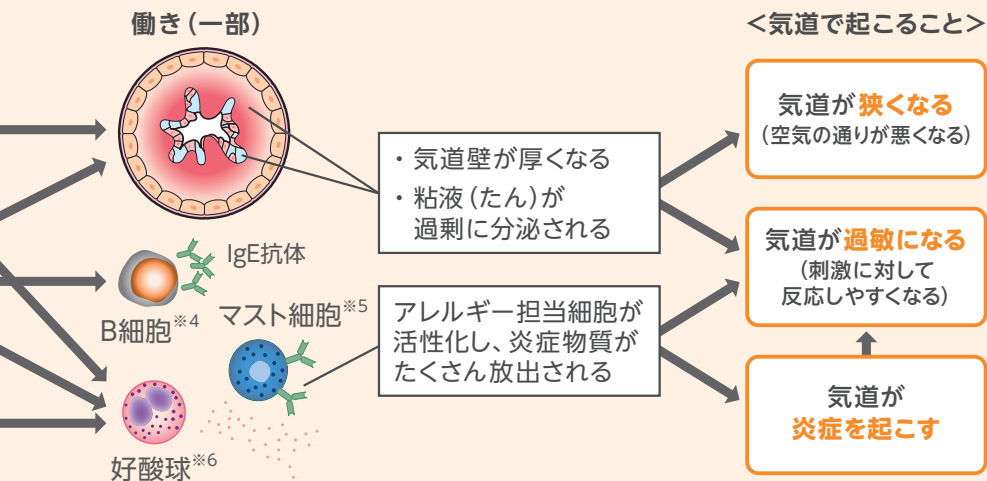 働き（一部）
＜気道で起こること＞
・気道壁が厚くなる
・粘液（たん）が
過剰に分泌される
気道が狭くなる
（空気の通りが悪くなる）
気道が過敏になる
（刺激に対して
反応しやすくなる）
IgE抗体
B細胞※4
マスト細胞※5
アレルギー担当細胞が
活性化し、炎症物質が
たくさん放出される
気道が
炎症を起こす
好酸球※6